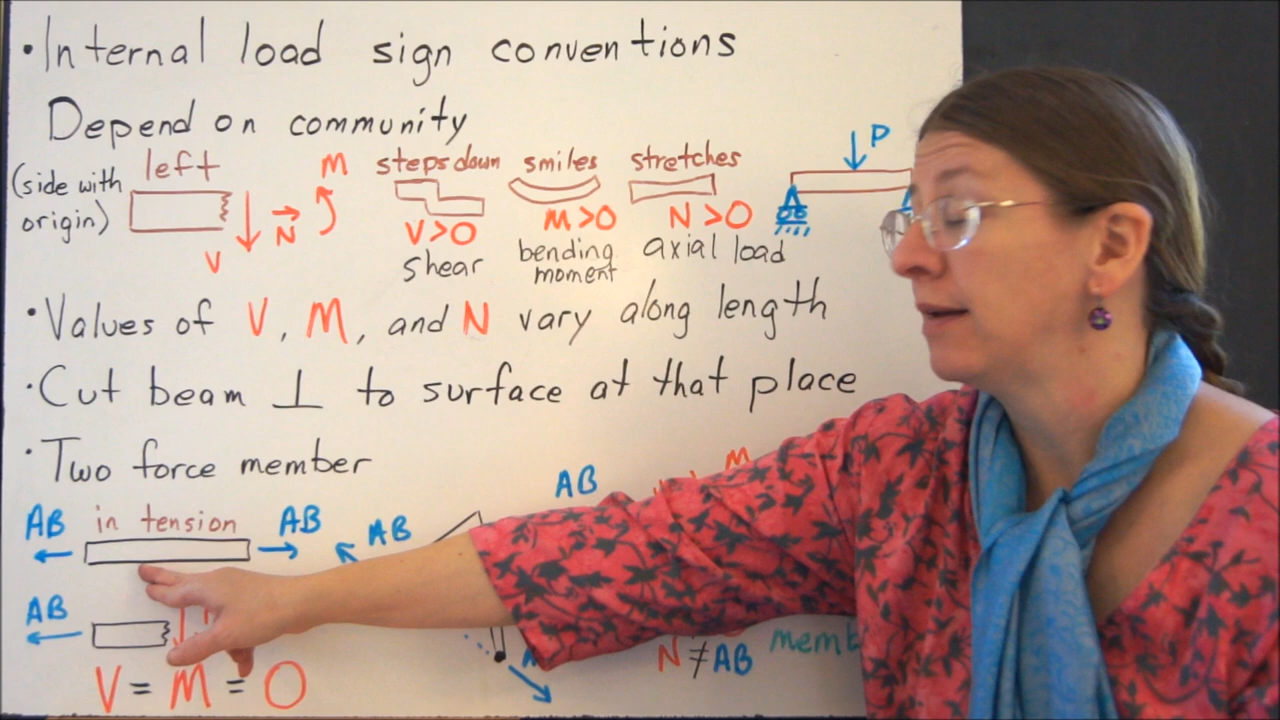 • Internal load sign conventions
Depend on community
(side with origin)
left
V
N
M
steps down
V>0
shear
smiles
M>0
bending moment
stretches
N>0
axial load
P
• Values of V, M, and N vary along length
• Cut beam ⊥ to surface at that place
• Two force member
AB in tension AB
AB
AB
M
AB
V = M = 0
N ≠ AB